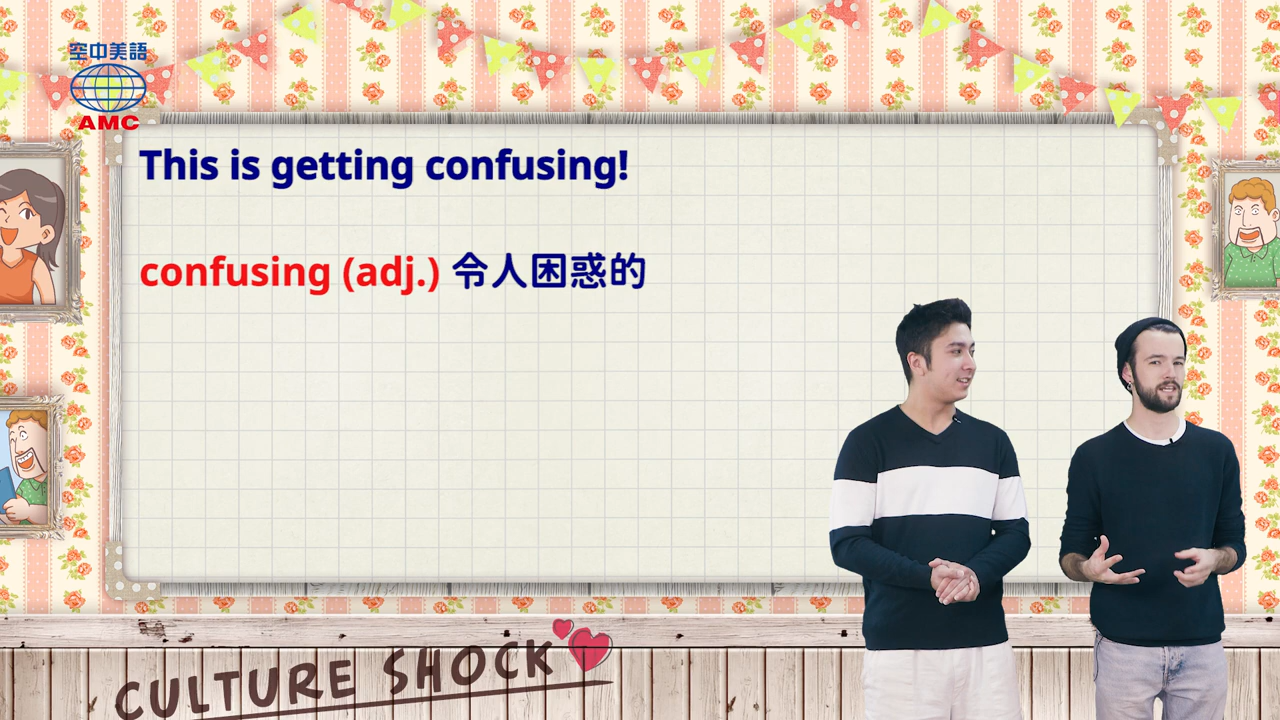 空中美語
AMC
This is getting confusing!
confusing (adj.) 令人困惑的
CULTURE SHOCK